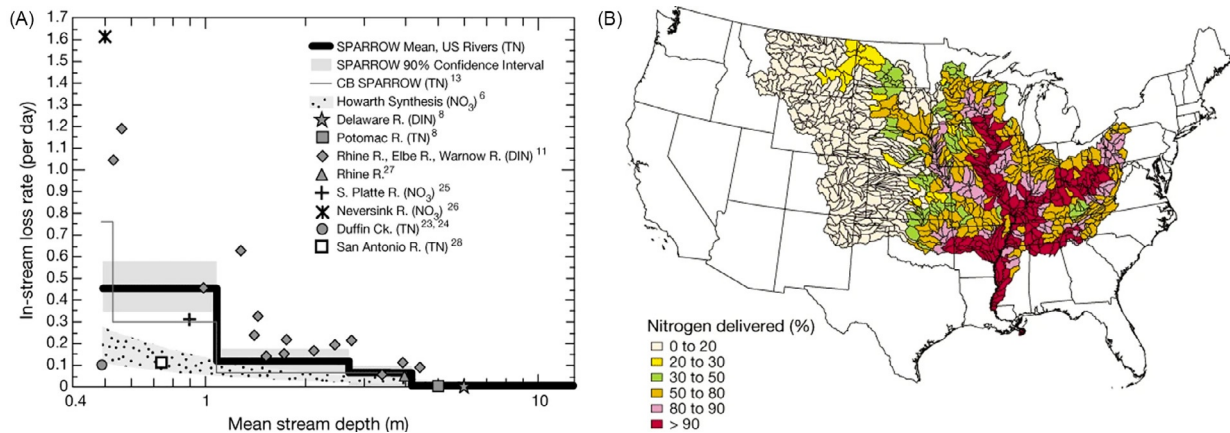 (A)
In-stream loss rate (per day)
1.7
1.6
1.5
1.4
1.3
1.2
1.1
1.0
0.9
0.8
0.7
0.6
0.5
0.4
0.3
0.2
0.1
0
0.4
1
10
Mean stream depth (m)
SPARROW Mean, US Rivers (TN)
SPARROW 90% Confidence Interval
CB SPARROW (TN) 13
Howarth Synthesis (NO3) 6
Delaware R. (DIN) 8
Potomac R. (TN) 8
Rhine R., Elbe R., Warnow R. (DIN) 11
Rhine R. 27
S. Platte R. (NO3) 25
Neversink R. (NO3) 26
Duffin Ck. (TN) 23, 24
San Antonio R. (TN) 28
(B)
Nitrogen delivered (%)
0 to 20
20 to 30
30 to 50
50 to 80
80 to 90
> 90